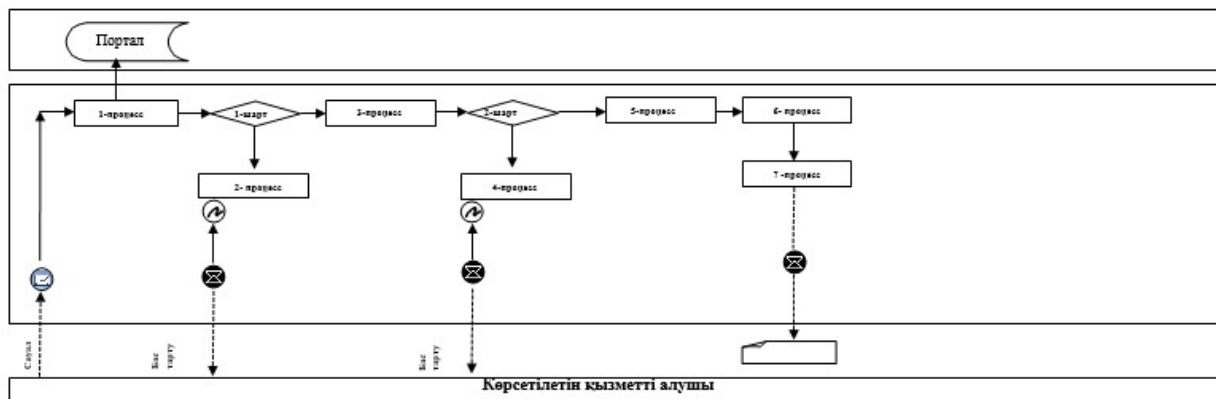 Портал
1-процесс
1-шарт
3-процесс
2-шарт
5-процесс
6- процесс
2- процесс
4-процесс
7 -процесс
Сауал
Бас
тарту
Бас
тарту
Көрсетілетін қызметті алушы